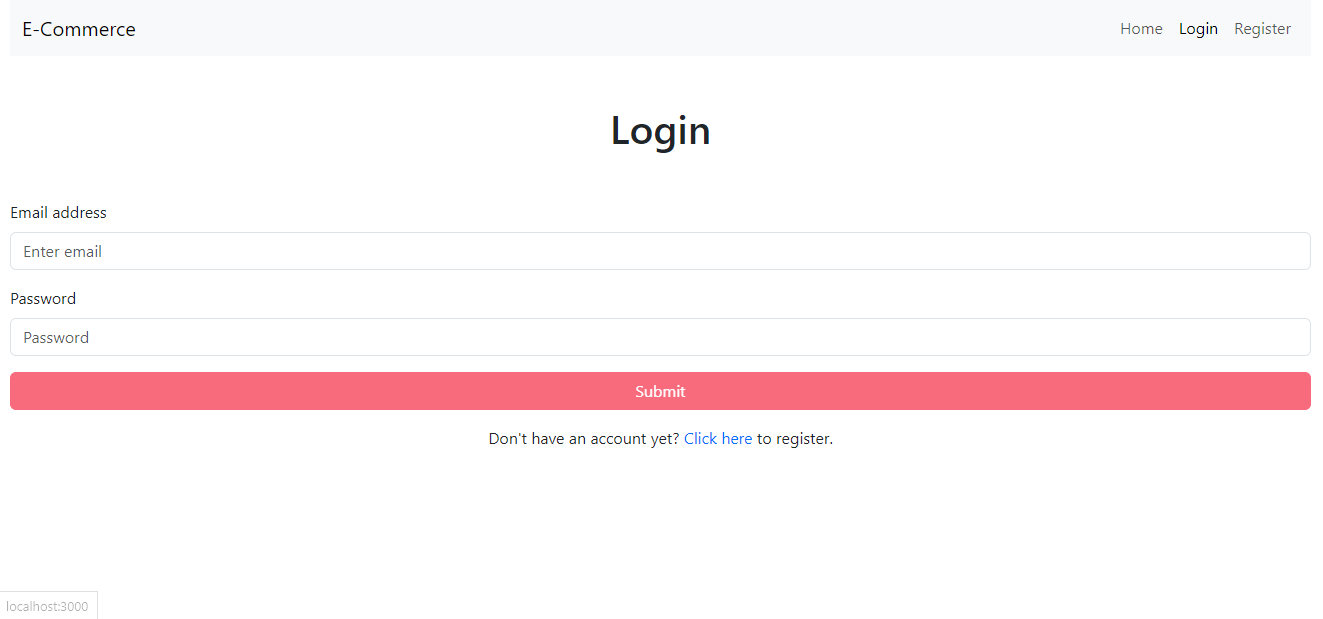 E-Commerce Home Login Register
Login
Email address
Enter email
Password
Password
Submit
Don't have an account yet? Click here to register.
localhost:3000